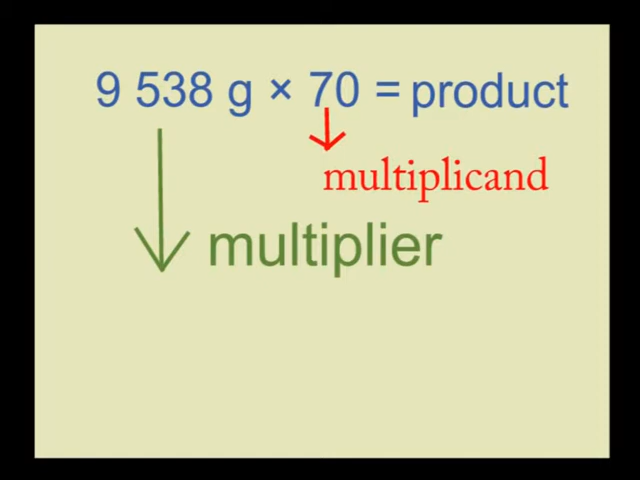 9 538 g × 70 = product
multiplicand
multiplier